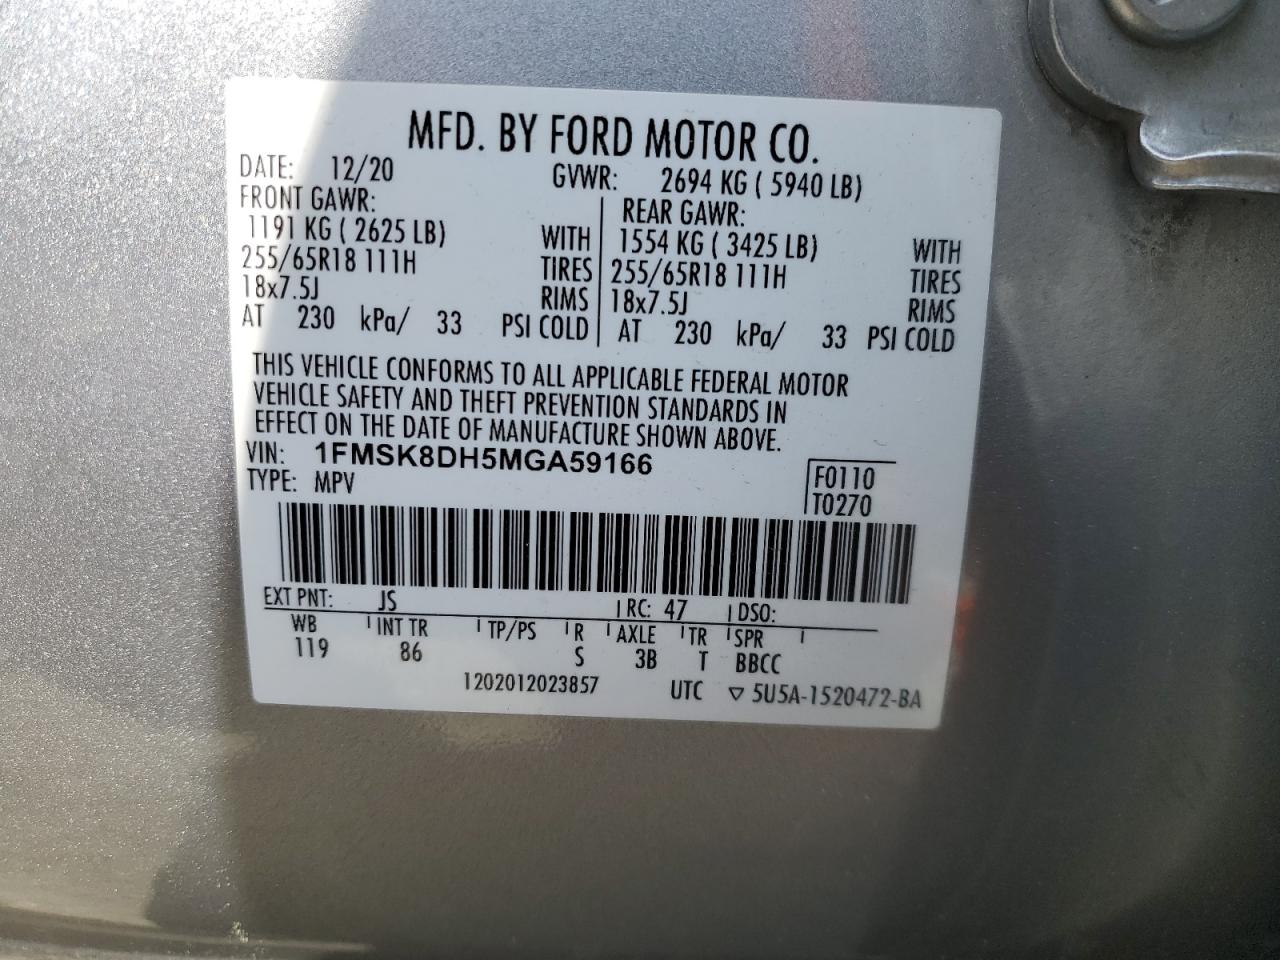 MFD. BY FORD MOTOR CO.
DATE: 12/20 GVWR: 2694 KG ( 5940 LB)
FRONT GAWR: REAR GAWR:
1191 KG ( 2625 LB) WITH 1554 KG ( 3425 LB) WITH
255/65R18 111H TIRES 255/65R18 111H TIRES
18x7.5J RIMS 18x7.5J RIMS
AT 230 kPa/ 33 PSI COLD AT 230 kPa/ 33 PSI COLD
THIS VEHICLE CONFORMS TO ALL APPLICABLE FEDERAL MOTOR
VEHICLE SAFETY AND THEFT PREVENTION STANDARDS IN
EFFECT ON THE DATE OF MANUFACTURE SHOWN ABOVE.
VIN: 1FMSK8DH5MGA59166
TYPE: MPV
F0110
T0270
EXT PNT: JS RC: 47 DSO:
WB INT TR TP/PS R AXLE TR SPR
119 86 S 3B T BBCC
1202012023857 UTC ▽ 5U5A-1520472-BA